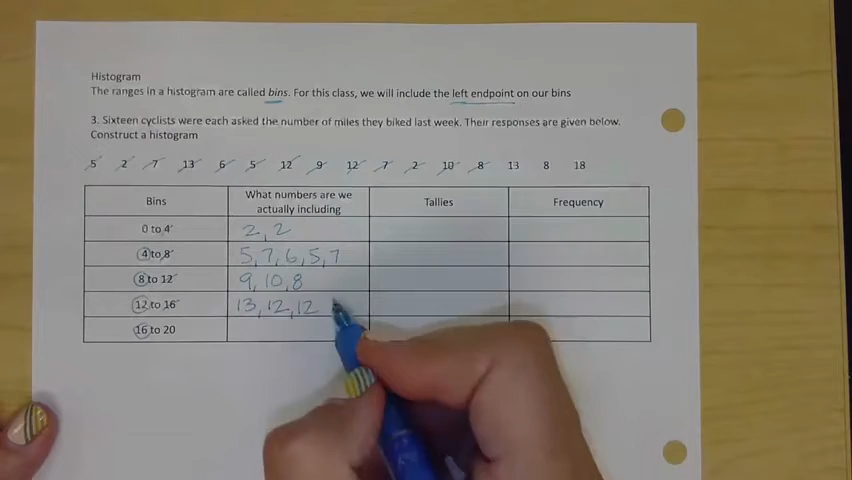 Histogram
The ranges in a histogram are called bins. For this class, we will include the left endpoint on our bins
3. Sixteen cyclists were each asked the number of miles they biked last week. Their responses are given below.
Construct a histogram
5 2 7 13 6 5 12 9 12 7 2 10 8 13 8 18
Bins What numbers are we actually including Tallies Frequency
0 to 4 2, 2
4 to 8 5, 7, 6, 5, 7
8 to 12 9, 10, 8
12 to 16 13, 12, 12
16 to 20